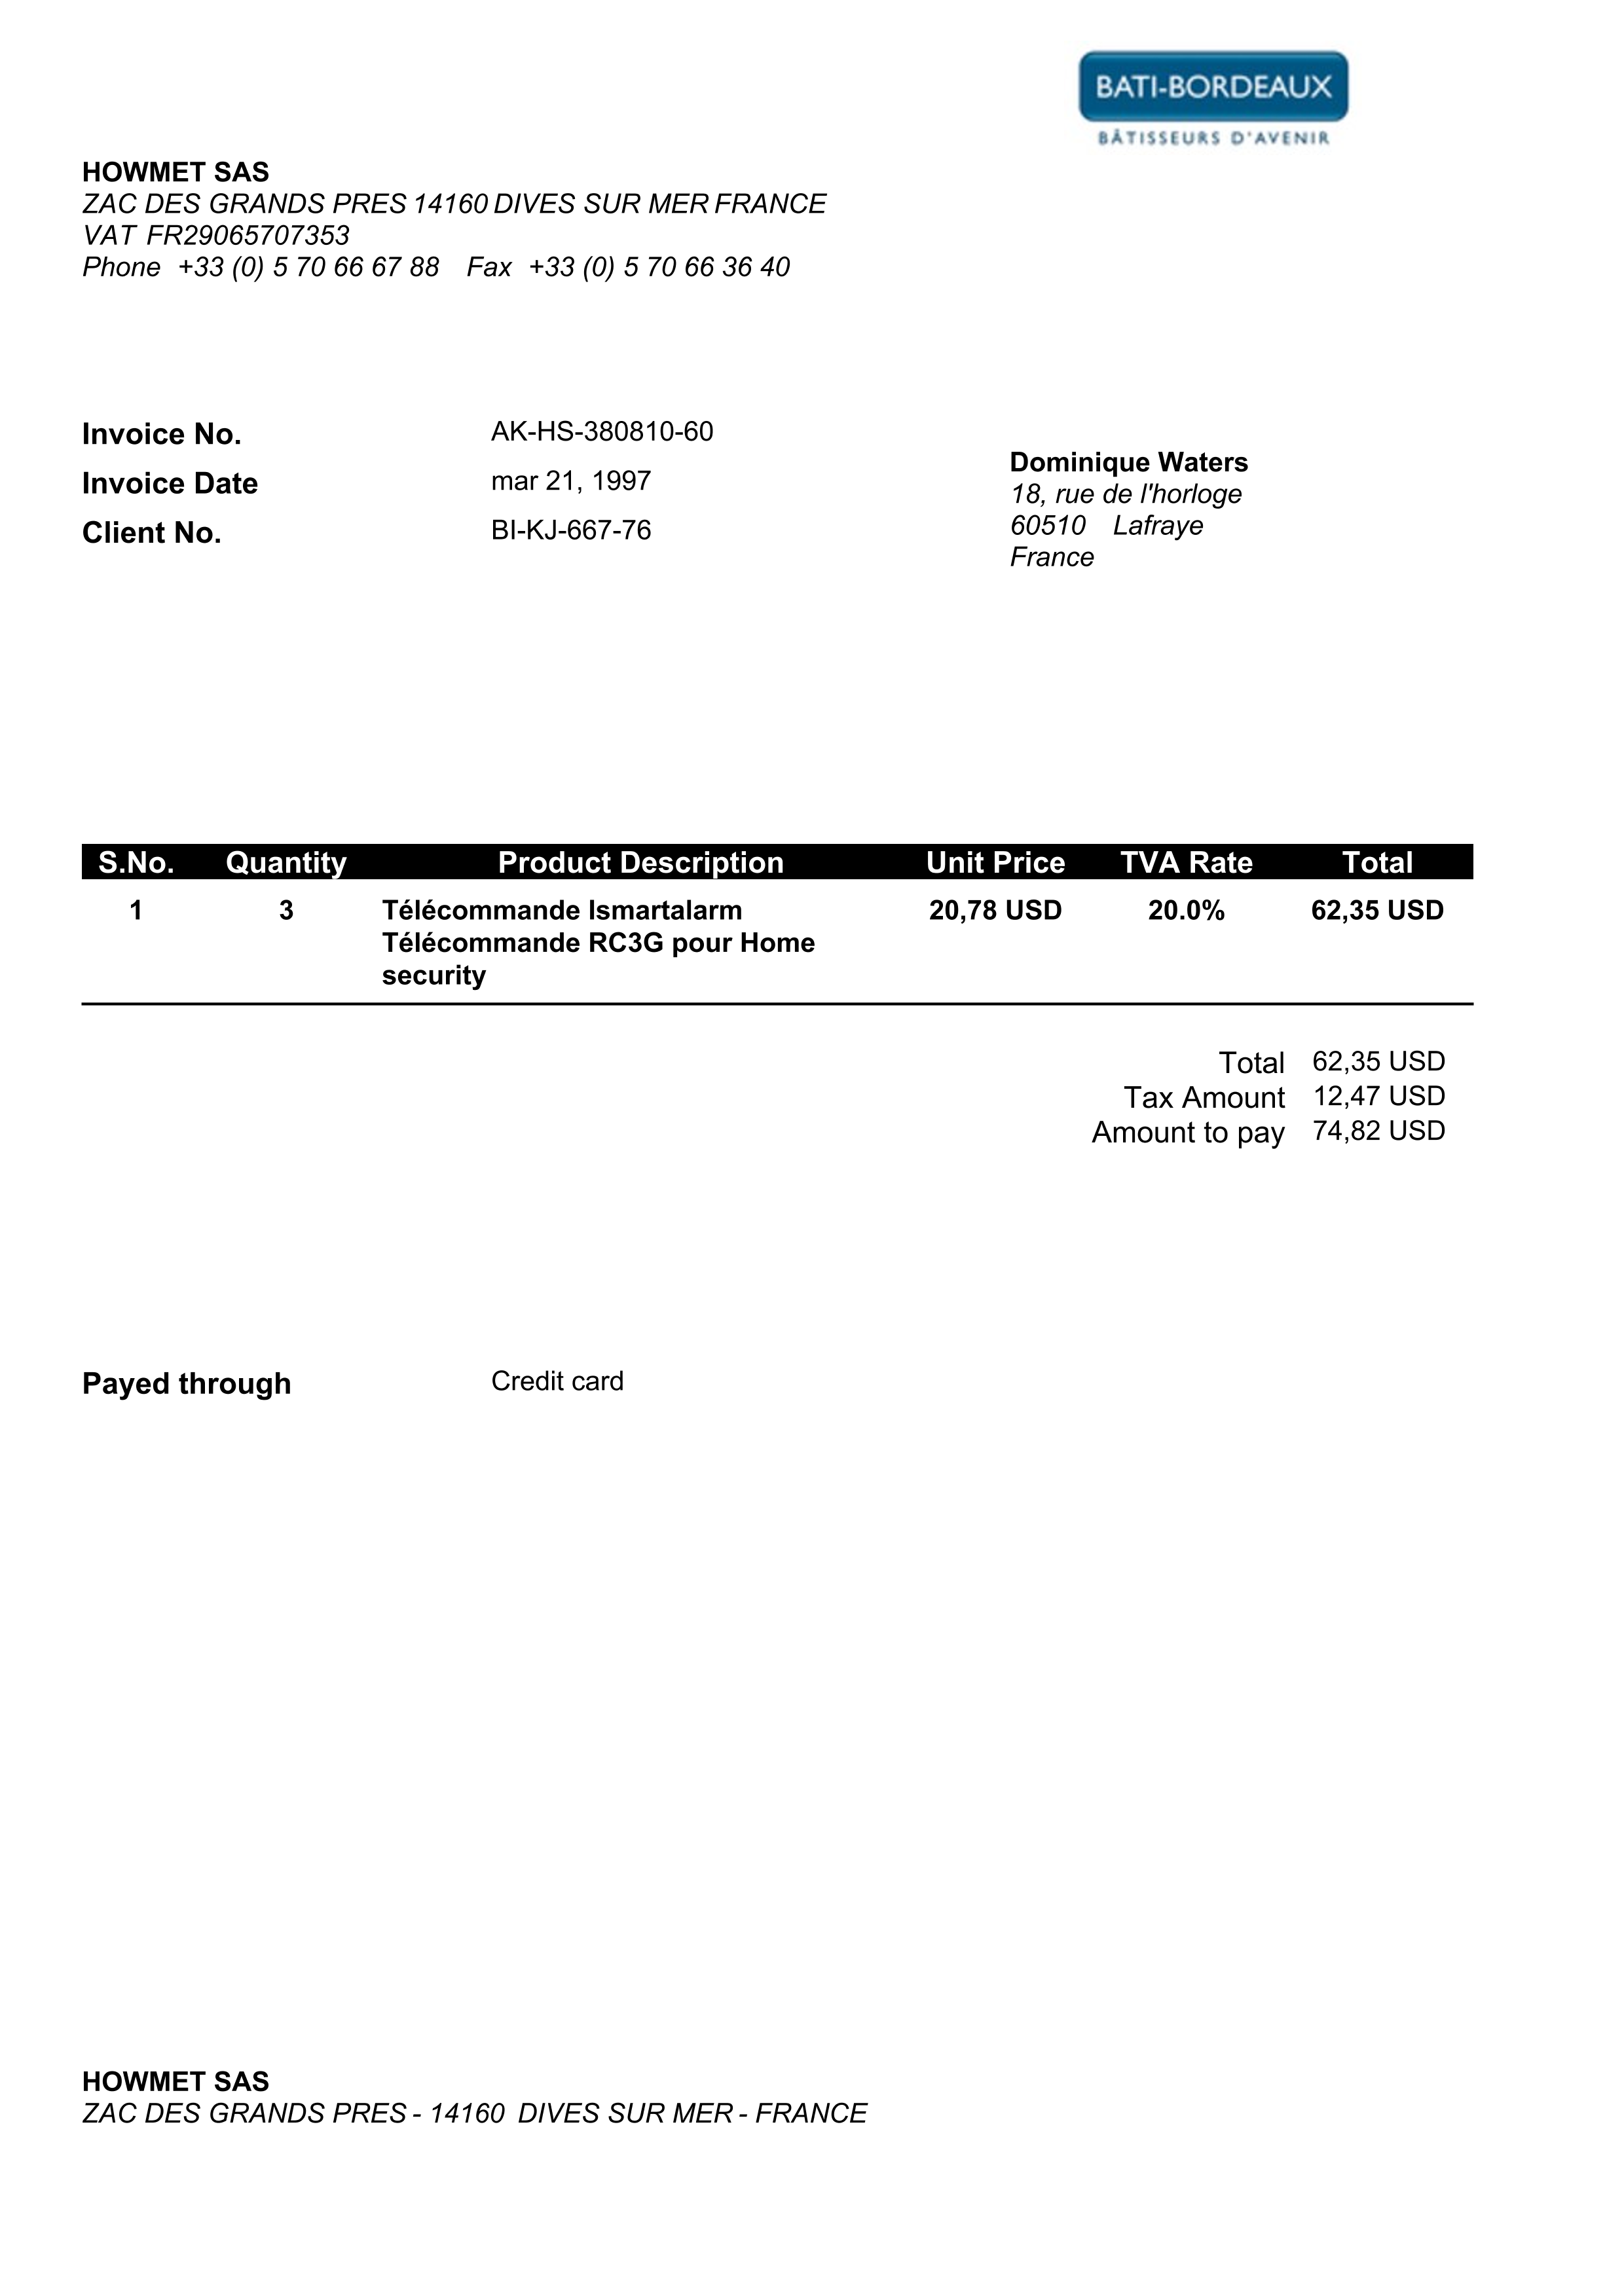 BATI-BORDEAUX
BÂTISSEURS D'AVENIR
HOWMET SAS
ZAC DES GRANDS PRES 14160 DIVES SUR MER FRANCE
VAT FR29065707353
Phone +33 (0) 5 70 66 67 88 Fax +33 (0) 5 70 66 36 40
Invoice No. AK-HS-380810-60
Invoice Date mar 21, 1997
Client No. BI-KJ-667-76
Dominique Waters
18, rue de l'horloge
60510 Lafraye
France
S.No. Quantity Product Description Unit Price TVA Rate Total
1 3 Télécommande Ismartalarm 20,78 USD 20.0% 62,35 USD
Télécommande RC3G pour Home
security
Total 62,35 USD
Tax Amount 12,47 USD
Amount to pay 74,82 USD
Payed through Credit card
HOWMET SAS
ZAC DES GRANDS PRES - 14160 DIVES SUR MER - FRANCE